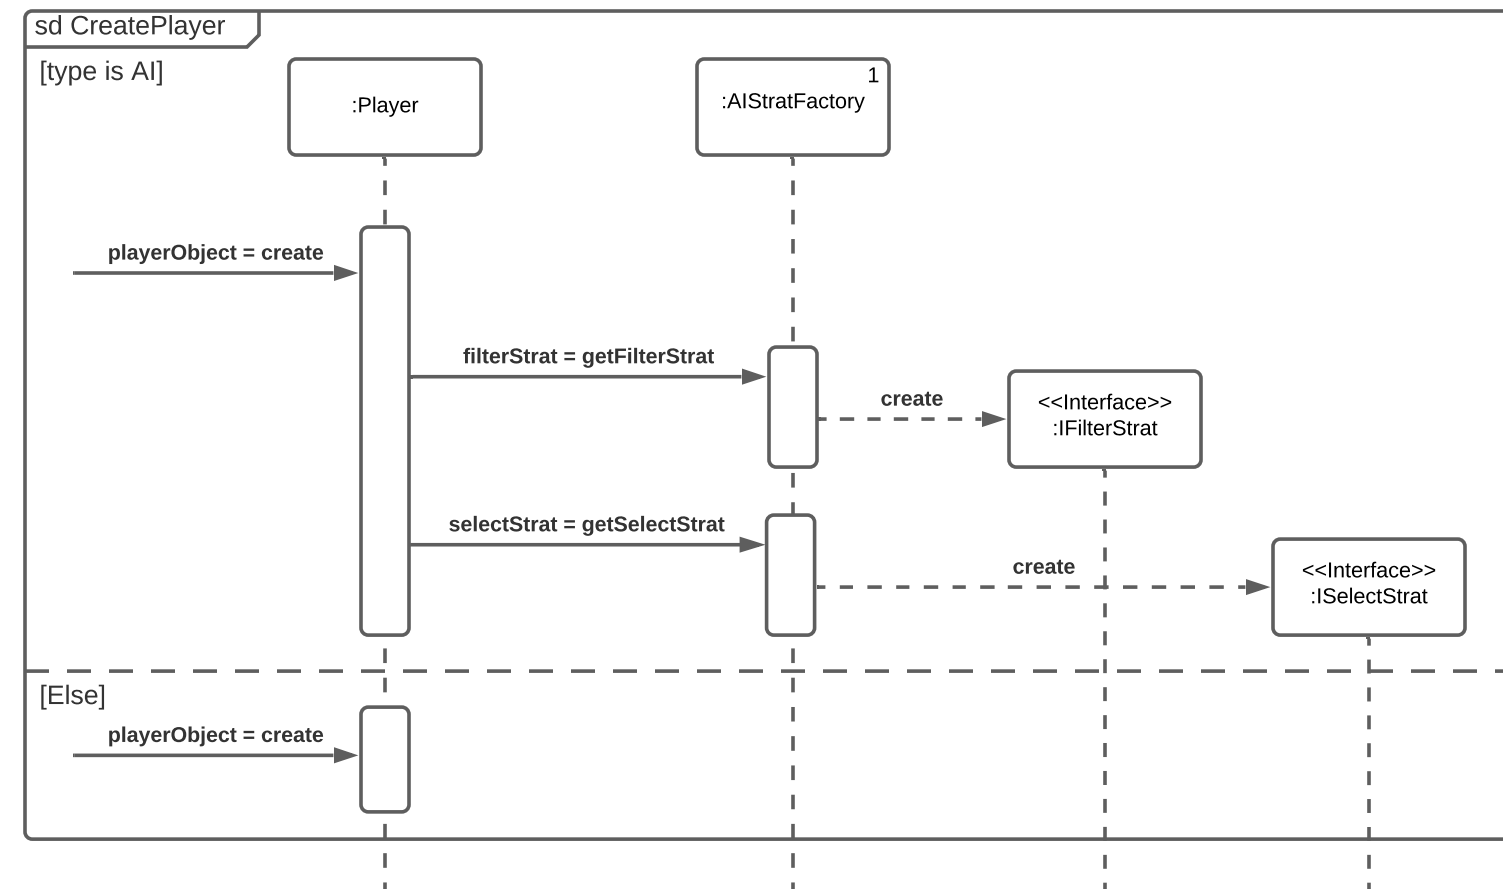 sd CreatePlayer
[type is AI]
:Player
1
:AIStratFactory
playerObject = create
filterStrat = getFilterStrat
create
<<Interface>>
:IFilterStrat
selectStrat = getSelectStrat
create
<<Interface>>
:ISelectStrat
[Else]
playerObject = create